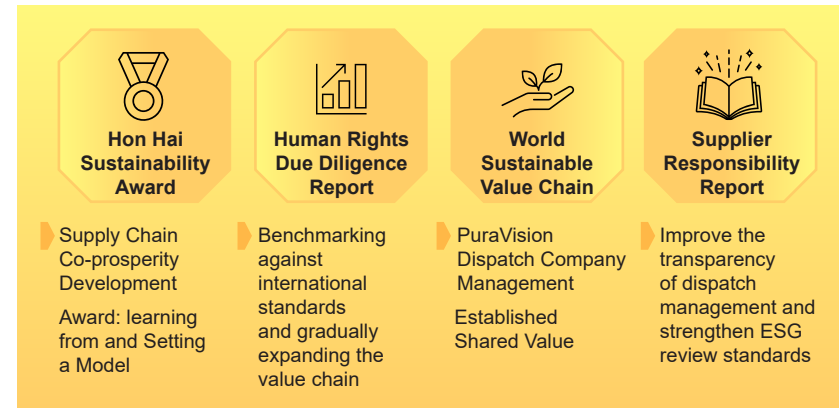 Hon Hai
Sustainability
Award
Supply Chain
Co-prosperity
Development
Award: learning
from and Setting
a Model
Human Rights
Due Diligence
Report
Benchmarking
against
international
standards
and gradually
expanding the
value chain
World
Sustainable
Value Chain
PuraVision
Dispatch Company
Management
Established
Shared Value
Supplier
Responsibility
Report
Improve the
transparency
of dispatch
management and
strengthen ESG
review standards